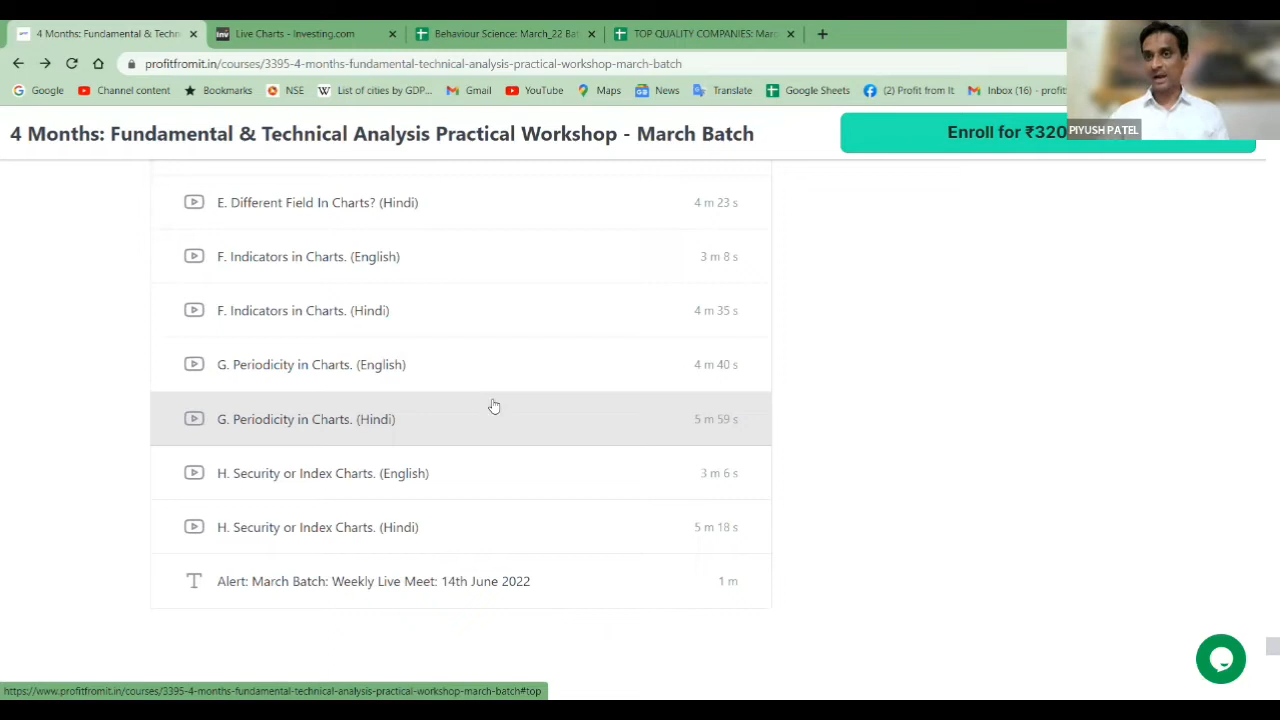 4 Months: Fundamental & Techn
Live Charts - Investing.com
Behaviour Science: March_22 Bat
TOP QUALITY COMPANIES: Marc
profitfromit.in/courses/3395-4-months-fundamental-technical-analysis-practical-workshop-march-batch
Google
Channel content
Bookmarks
NSE
List of cities by GDP...
Gmail
YouTube
Maps
News
Translate
Google Sheets
(2) Profit from It
Inbox (16) - profit
4 Months: Fundamental & Technical Analysis Practical Workshop - March Batch
Enroll for ₹320
PIYUSH PATEL
E. Different Field In Charts? (Hindi) 4 m 23 s
F. Indicators in Charts. (English) 3 m 8 s
F. Indicators in Charts. (Hindi) 4 m 35 s
G. Periodicity in Charts. (English) 4 m 40 s
G. Periodicity in Charts. (Hindi) 5 m 59 s
H. Security or Index Charts. (English) 3 m 6 s
H. Security or Index Charts. (Hindi) 5 m 18 s
Alert: March Batch: Weekly Live Meet: 14th June 2022 1 m
https://www.profitfromit.in/courses/3395-4-months-fundamental-technical-analysis-practical-workshop-march-batch#top